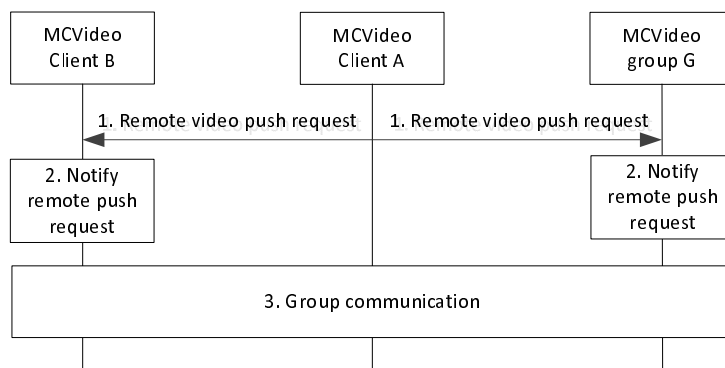 MCVideo
Client B
MCVideo
Client A
MCVideo
group G
1. Remote video push request
1. Remote video push request
2. Notify
remote push
request
2. Notify
remote push
request
3. Group communication